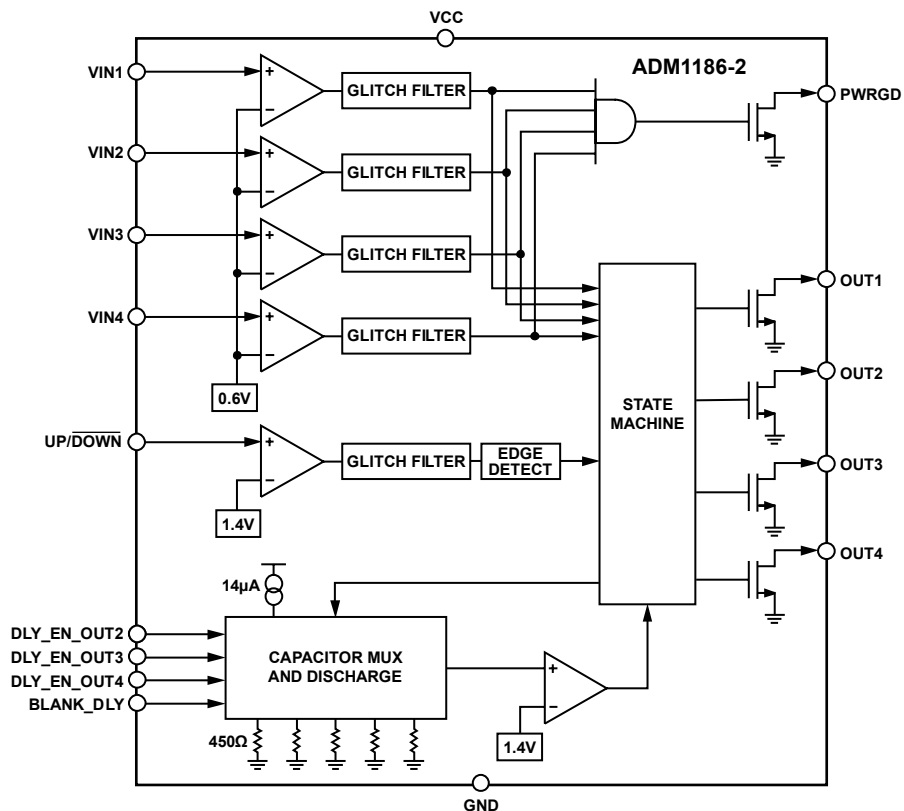 VCC
ADM1186-2
VIN1
+
−
GLITCH FILTER
PWRGD
VIN2
+
−
GLITCH FILTER
VIN3
+
−
GLITCH FILTER
OUT1
VIN4
+
−
GLITCH FILTER
0.6V
OUT2
STATE
MACHINE
UP/DOWN
+
−
GLITCH FILTER
EDGE
DETECT
OUT3
1.4V
OUT4
14µA
DLY_EN_OUT2
DLY_EN_OUT3
DLY_EN_OUT4
BLANK_DLY
CAPACITOR MUX
AND DISCHARGE
+
−
450Ω
1.4V
GND